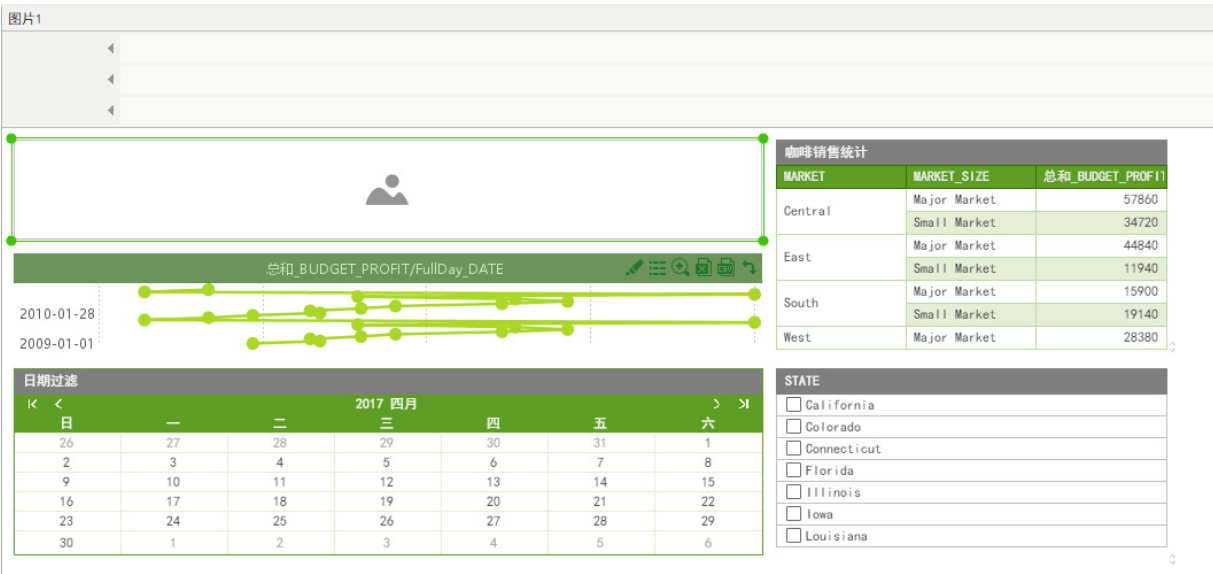 图片1
咖啡销售统计
MARKET MARKET_SIZE 总和_BUDGET_PROFIT
Central Major Market 57860
Small Market 34720
East Major Market 44840
Small Market 11940
South Major Market 15900
Small Market 19140
West Major Market 28380
总和_BUDGET_PROFIT/FullDay_DATE
2010-01-28
2009-01-01
日期过滤
2017 四月
日 一 二 三 四 五 六
26 27 28 29 30 31 1
2 3 4 5 6 7 8
9 10 11 12 13 14 15
16 17 18 19 20 21 22
23 24 25 26 27 28 29
30 1 2 3 4 5 6
STATE
California
Colorado
Connecticut
Florida
Illinois
Iowa
Louisiana